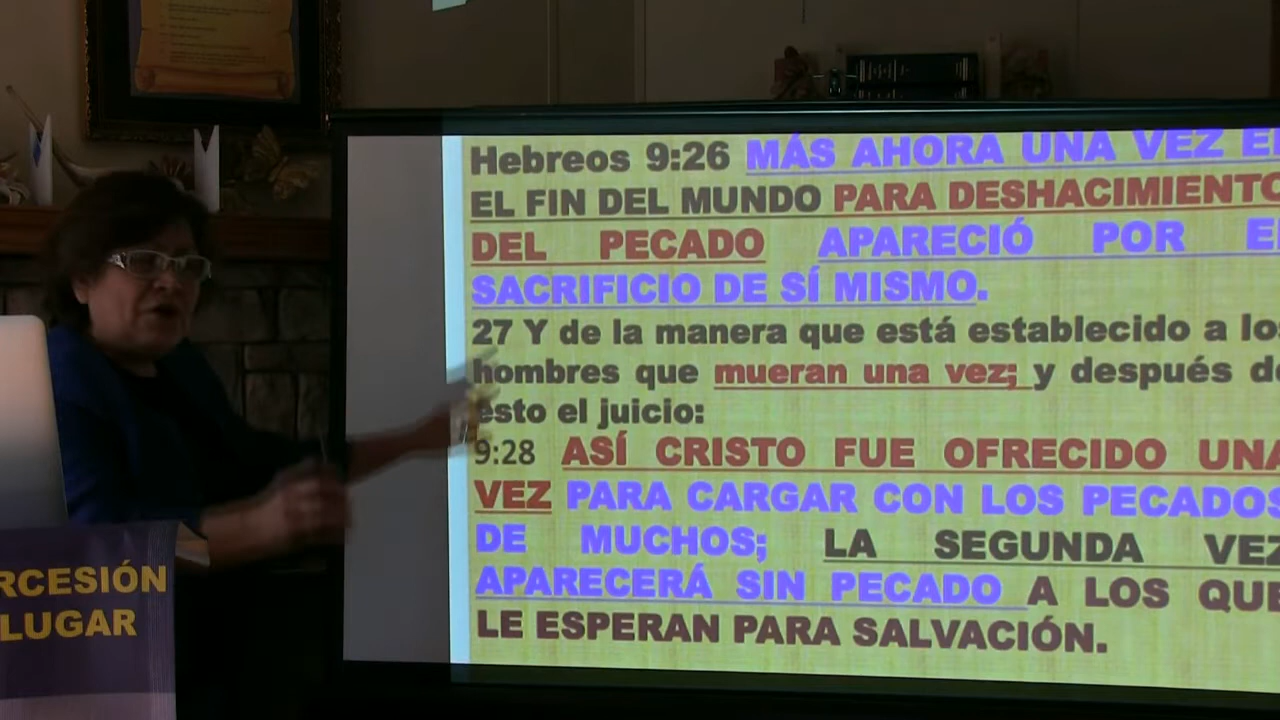 Hebreos 9:26 MÁS AHORA UNA VEZ
EL FIN DEL MUNDO PARA DESHACIMIENTO
DEL PECADO APARECIÓ POR
SACRIFICIO DE SÍ MISMO.
27 Y de la manera que está establecido a
hombres que mueran una vez; y después
esto el juicio:
9:28 ASÍ CRISTO FUE OFRECIDO UNA
VEZ PARA CARGAR CON LOS PECADOS
DE MUCHOS; LA SEGUNDA VEZ
APARECERÁ SIN PECADO A LOS QUE
LE ESPERAN PARA SALVACIÓN.
RCESIÓN
LUGAR